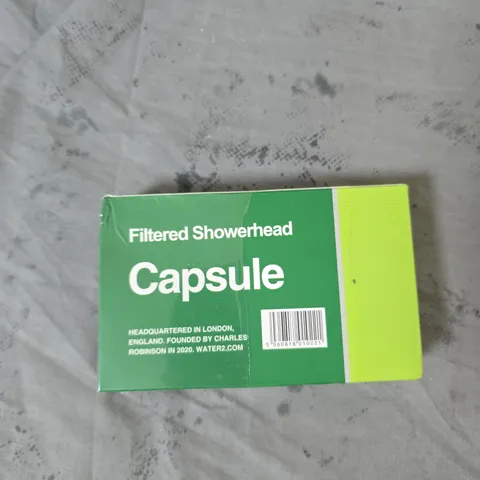 Filtered Showerhead
Capsule
HEADQUARTERED IN LONDON,
ENGLAND. FOUNDED BY CHARLES
ROBINSON IN 2020. WATER2.COM